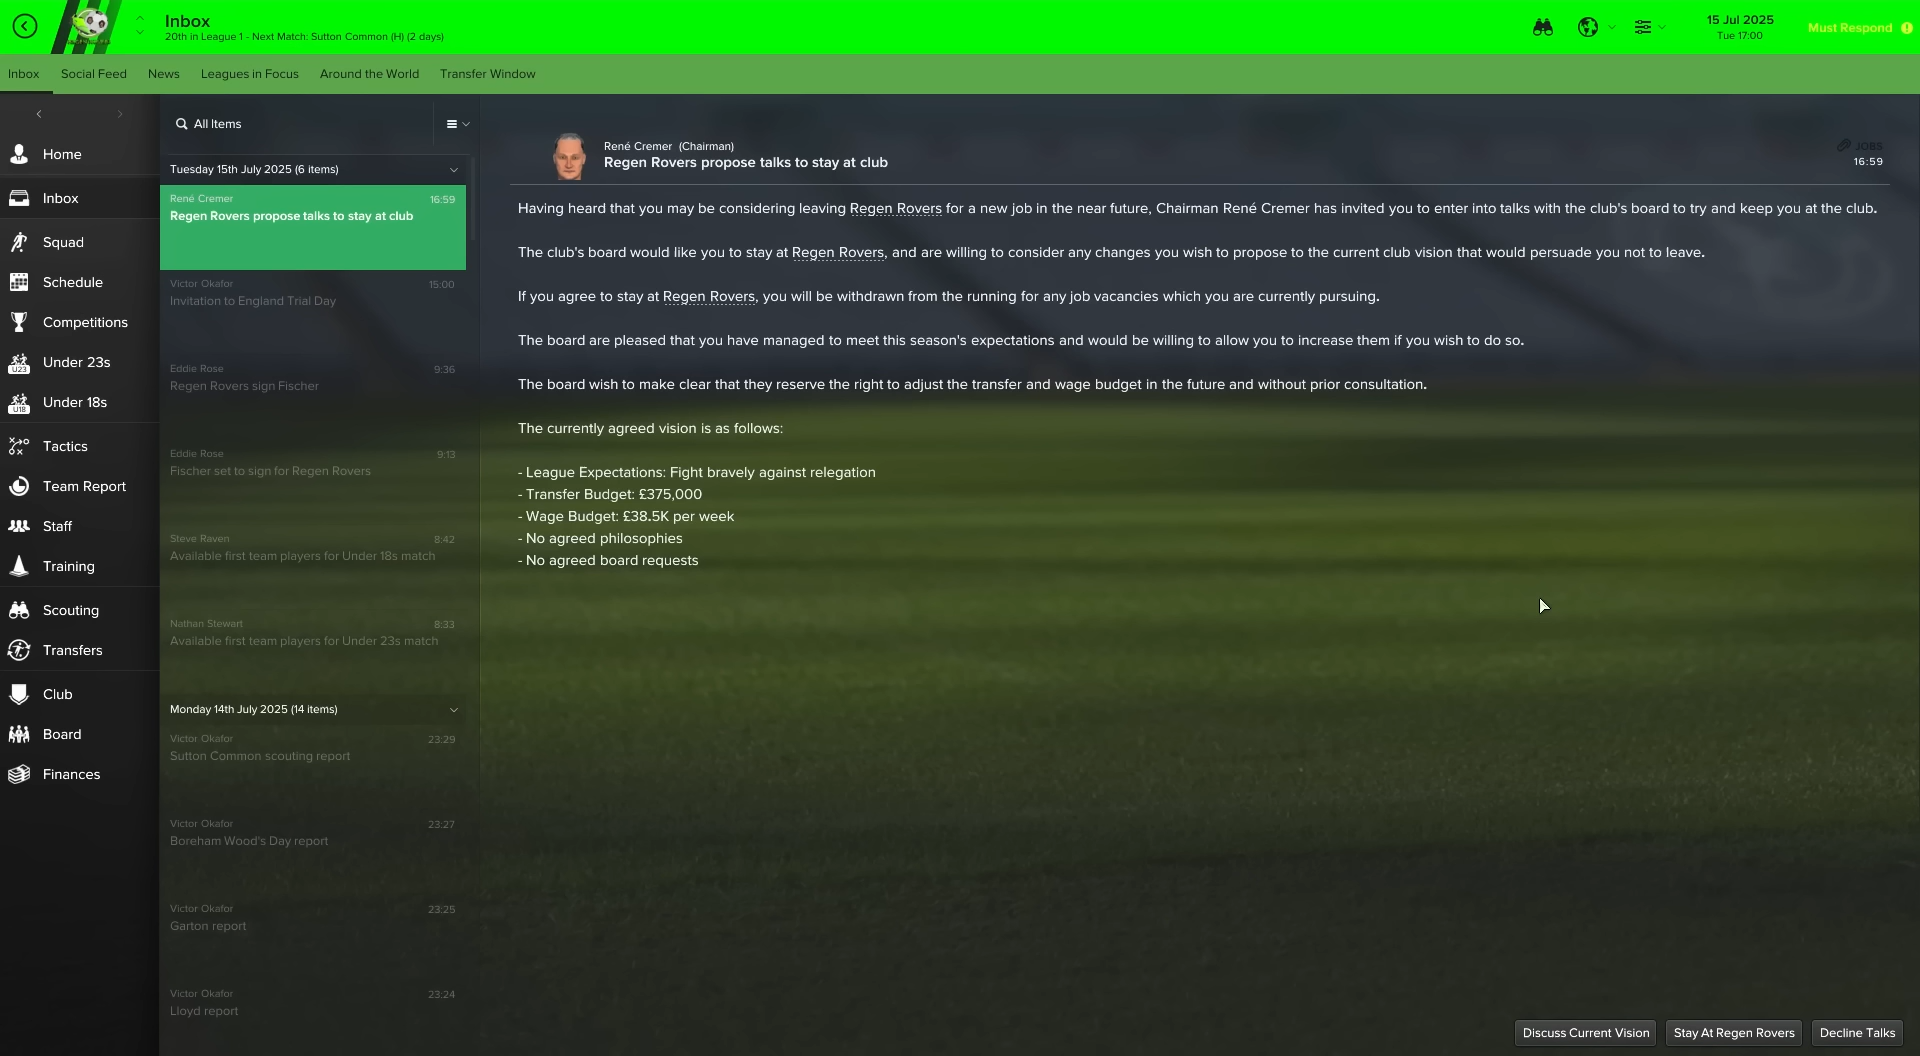 Inbox
20th in League 1 - Next Match: Sutton Common (H) (2 days)
15 Jul 2025
Tue 17:00
Must Respond
Inbox
Social Feed
News
Leagues in Focus
Around the World
Transfer Window
Home
Inbox
Squad
Schedule
Competitions
U23
Under 23s
U18
Under 18s
Tactics
Team Report
Staff
Training
Scouting
Transfers
Club
Board
Finances
All Items
Tuesday 15th July 2025 (6 items)
René Cremer 16:59
Regen Rovers propose talks to stay at club
Victor Okafor 15:00
Invitation to England Trial Day
Eddie Rose 9:36
Regen Rovers sign Fischer
Eddie Rose 9:13
Fischer set to sign for Regen Rovers
Steve Raven 8:42
Available first team players for Under 18s match
Nathan Stewart 8:33
Available first team players for Under 23s match
Monday 14th July 2025 (14 items)
Victor Okafor 23:29
Sutton Common scouting report
Victor Okafor 23:27
Boreham Wood's Day report
Victor Okafor 23:25
Garton report
Victor Okafor 23:24
Lloyd report
René Cremer (Chairman)
Regen Rovers propose talks to stay at club
JOBS
16:59
Having heard that you may be considering leaving Regen Rovers for a new job in the near future, Chairman René Cremer has invited you to enter into talks with the club's board to try and keep you at the club.
The club's board would like you to stay at Regen Rovers, and are willing to consider any changes you wish to propose to the current club vision that would persuade you not to leave.
If you agree to stay at Regen Rovers, you will be withdrawn from the running for any job vacancies which you are currently pursuing.
The board are pleased that you have managed to meet this season's expectations and would be willing to allow you to increase them if you wish to do so.
The board wish to make clear that they reserve the right to adjust the transfer and wage budget in the future and without prior consultation.
The currently agreed vision is as follows:
- League Expectations: Fight bravely against relegation
- Transfer Budget: £375,000
- Wage Budget: £38.5K per week
- No agreed philosophies
- No agreed board requests
Discuss Current Vision
Stay At Regen Rovers
Decline Talks